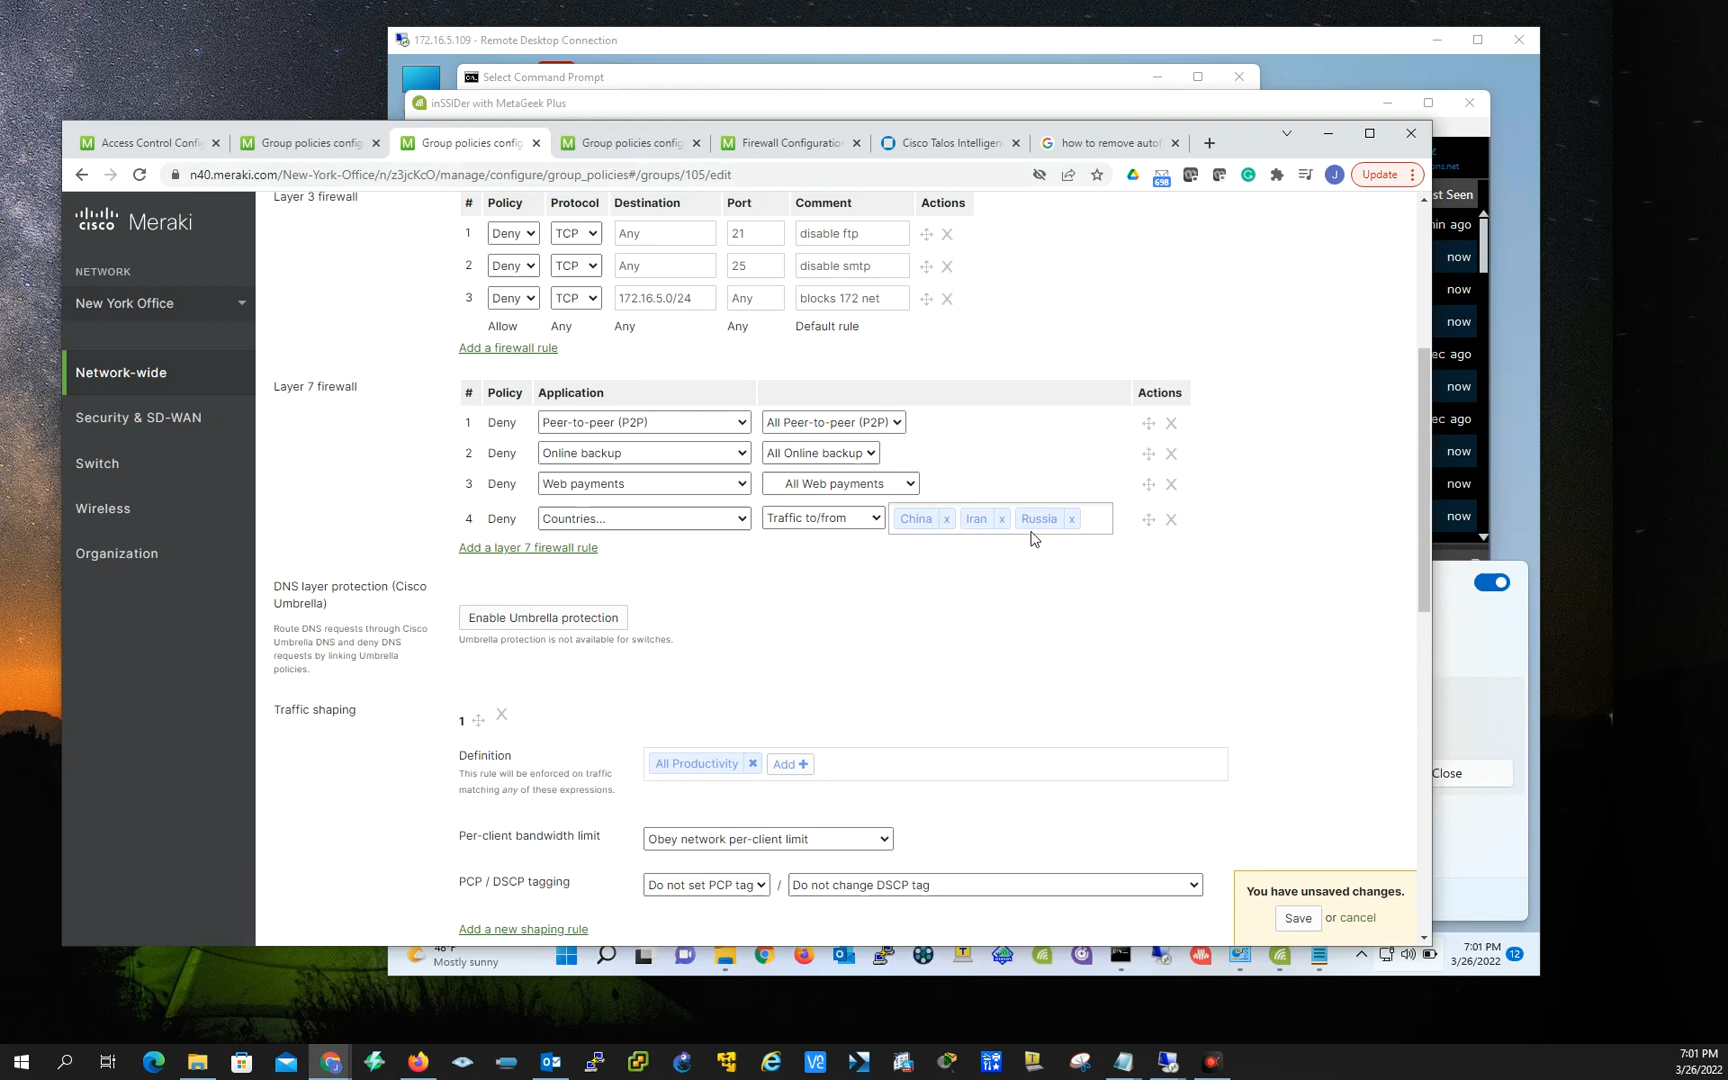 172.16.5.109 - Remote Desktop Connection
Select Command Prompt
inSSIDer with MetaGeek Plus
Access Control Confi
Group policies config
Group policies config
Group policies config
Firewall Configuration
Cisco Talos Intelligen
how to remove autof
n40.meraki.com/New-York-Office/n/z3jcKcO/manage/configure/group_policies#/groups/105/edit
698
J
Update
ons.net
st Seen
in ago
now
now
now
ec ago
now
ec ago
now
now
now
cisco Meraki
NETWORK
New York Office
Network-wide
Security & SD-WAN
Switch
Wireless
Organization
Layer 3 firewall
# Policy Protocol Destination Port Comment Actions
1 Deny TCP Any 21 disable ftp
2 Deny TCP Any 25 disable smtp
3 Deny TCP 172.16.5.0/24 Any blocks 172 net
Allow Any Any Any Default rule
Add a firewall rule
Layer 7 firewall
# Policy Application Actions
1 Deny Peer-to-peer (P2P) All Peer-to-peer (P2P)
2 Deny Online backup All Online backup
3 Deny Web payments All Web payments
4 Deny Countries... Traffic to/from China x Iran x Russia x
Add a layer 7 firewall rule
DNS layer protection (Cisco
Umbrella)
Route DNS requests through Cisco
Umbrella DNS and deny DNS
requests by linking Umbrella
policies.
Enable Umbrella protection
Umbrella protection is not available for switches.
Traffic shaping
1
Definition
This rule will be enforced on traffic
matching any of these expressions.
All Productivity Add +
Per-client bandwidth limit
Obey network per-client limit
PCP / DSCP tagging
Do not set PCP tag / Do not change DSCP tag
Add a new shaping rule
You have unsaved changes.
Save or cancel
Close
48°F
Mostly sunny
7:01 PM
3/26/2022
12
7:01 PM
3/26/2022